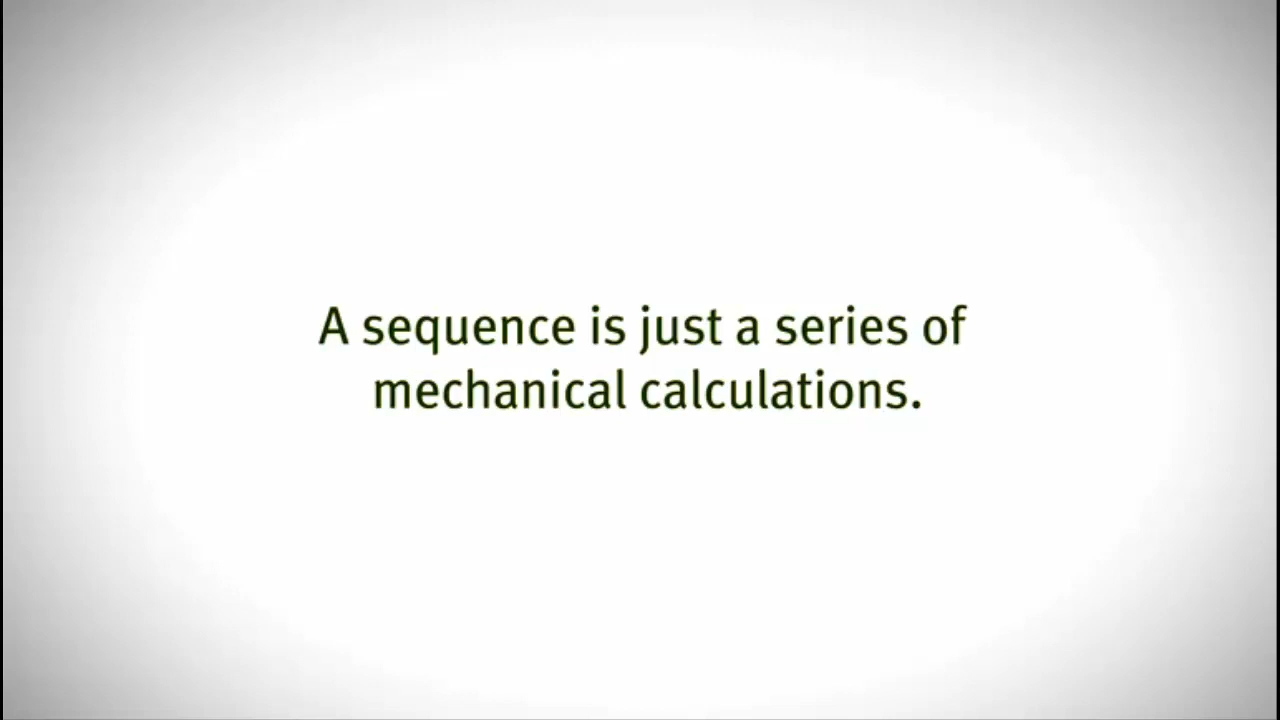 A sequence is just a series of
mechanical calculations.